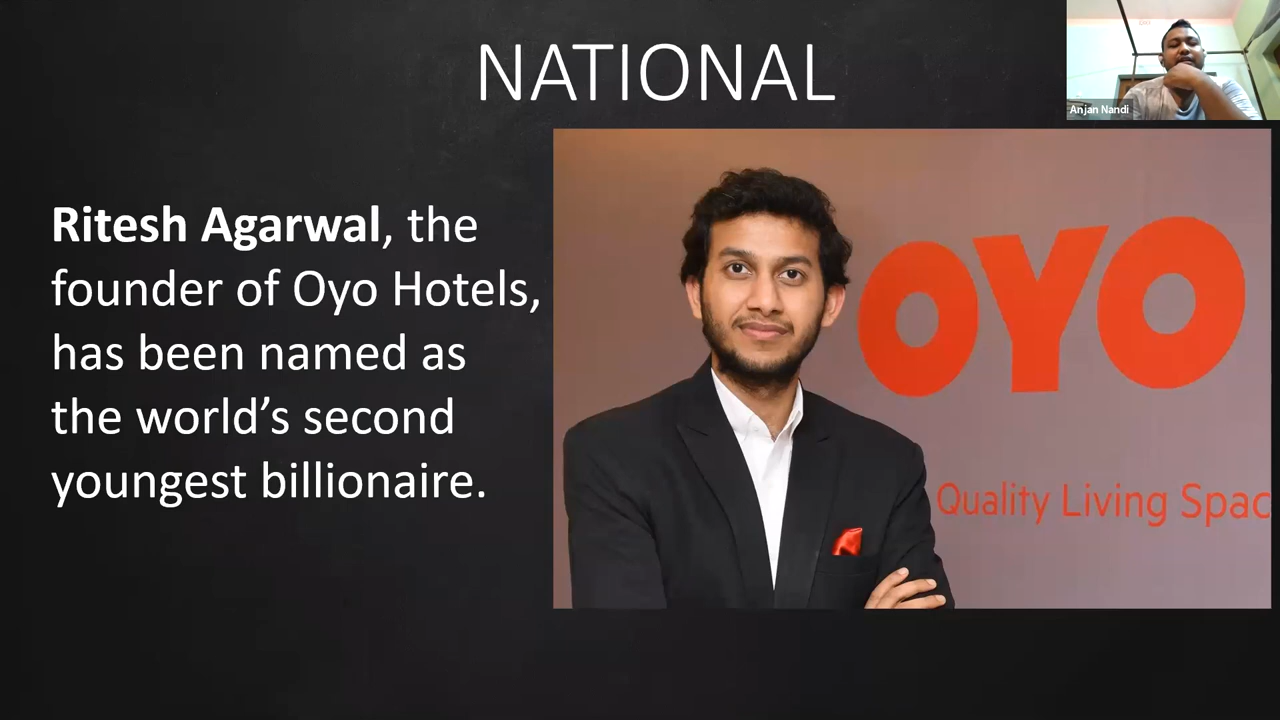 NATIONAL
Anjan Nandi
Ritesh Agarwal, the
founder of Oyo Hotels,
has been named as
the world’s second
youngest billionaire.
OYO
Quality Living Spac